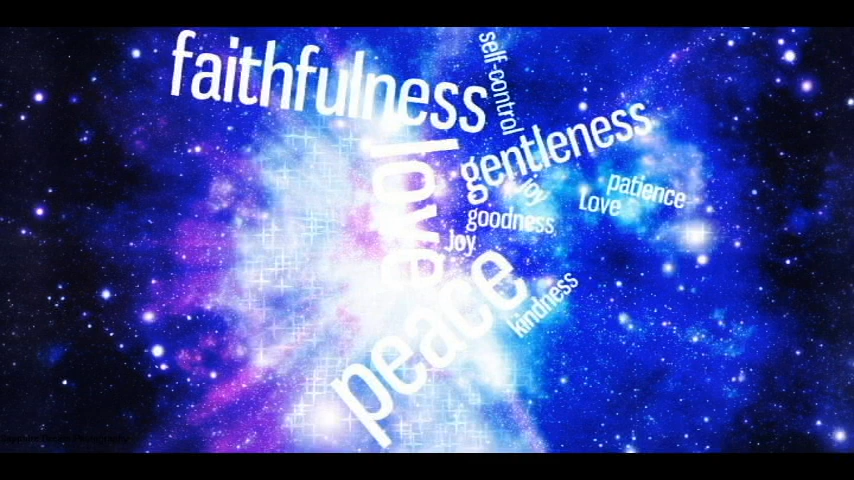 faithfulness
self-control
love
gentleness
joy
patience
Love
goodness
Joy
peace
kindness